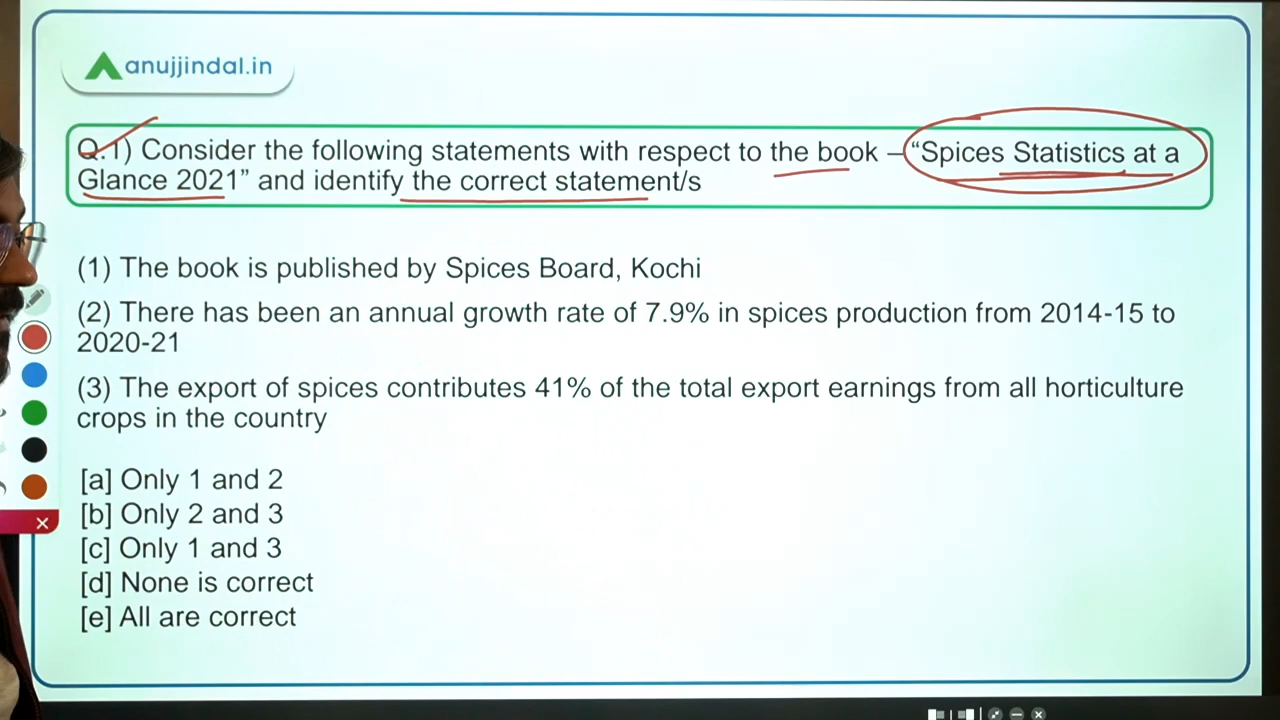 anujjindal.in
Q.1) Consider the following statements with respect to the book – “Spices Statistics at a
Glance 2021” and identify the correct statement/s
(1) The book is published by Spices Board, Kochi
(2) There has been an annual growth rate of 7.9% in spices production from 2014-15 to
2020-21
(3) The export of spices contributes 41% of the total export earnings from all horticulture
crops in the country
[a] Only 1 and 2
[b] Only 2 and 3
[c] Only 1 and 3
[d] None is correct
[e] All are correct